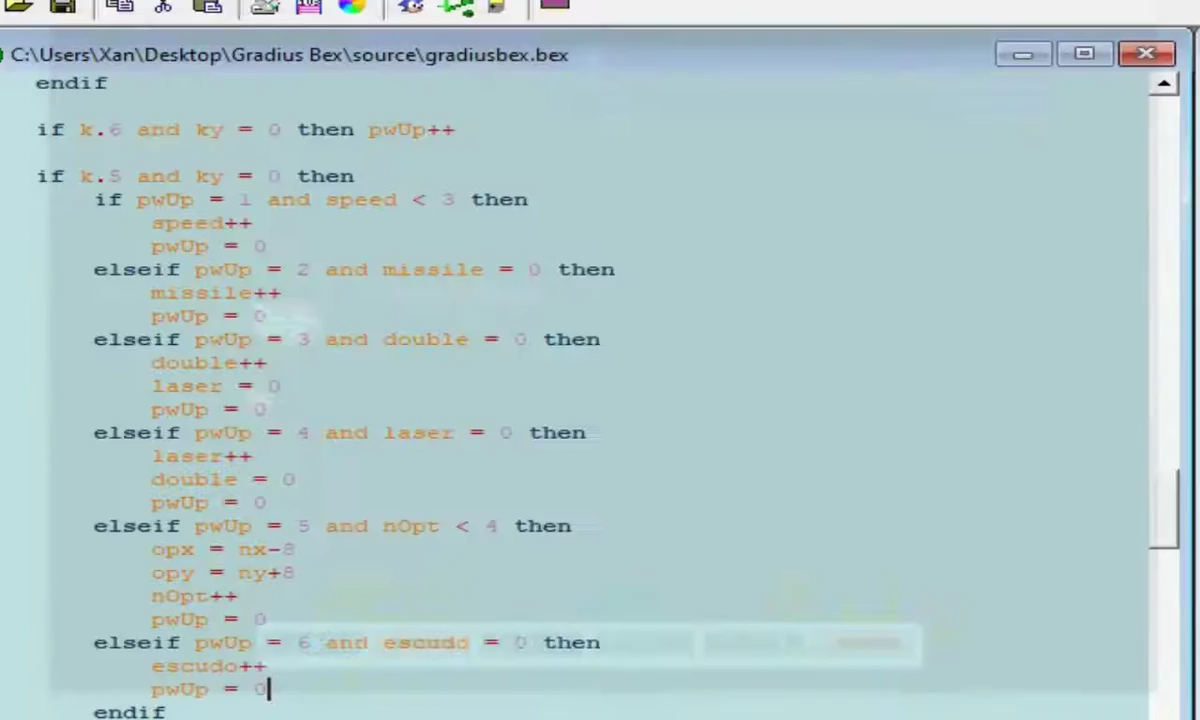 C:\Users\Xan\Desktop\Gradius Bex\source\gradiusbex.bex
endif
if k.6 and ky = 0 then pwUp++
if k.5 and ky = 0 then
if pwUp = 1 and speed < 3 then
speed++
pwUp = 0
elseif pwUp = 2 and missile = 0 then
missile++
pwUp = 0
elseif pwUp = 3 and double = 0 then
double++
laser = 0
pwUp = 0
elseif pwUp = 4 and laser = 0 then
laser++
double = 0
pwUp = 0
elseif pwUp = 5 and nOpt < 4 then
opx = nx-8
opy = ny+8
nOpt++
pwUp = 0
elseif pwUp = 6 and escudo = 0 then
escudo++
pwUp = 0
endif